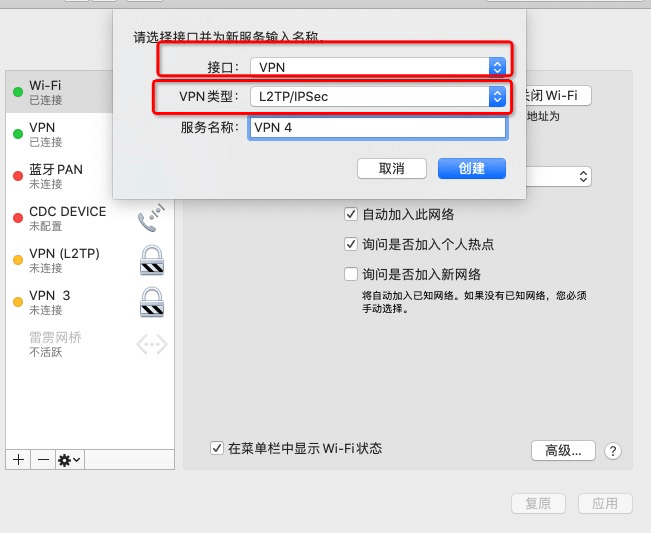 请选择接口并为新服务输入名称。
接口: VPN
VPN 类型: L2TP/IPSec
服务名称: VPN 4
取消 创建
Wi-Fi
已连接
关闭 Wi-Fi
地址为
VPN
已连接
蓝牙 PAN
未连接
CDC DEVICE
未配置
VPN (L2TP)
未连接
VPN 3
未连接
雷雳网桥
不活跃
自动加入此网络
询问是否加入个人热点
询问是否加入新网络
将自动加入已知网络。如果没有已知网络，您必须
手动选择。
在菜单栏中显示 Wi-Fi 状态
高级... ?
复原 应用